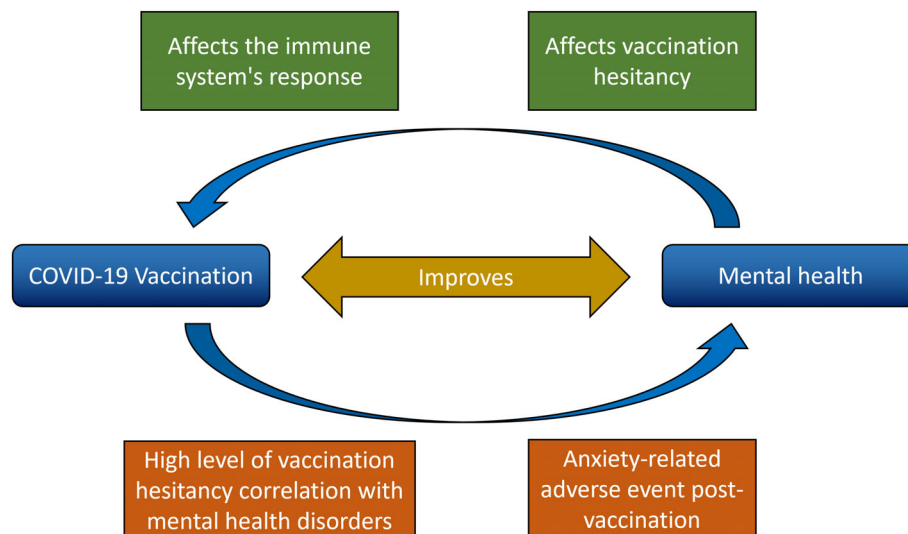 Affects the immune
system's response
Affects vaccination
hesitancy
COVID-19 Vaccination
Improves
Mental health
High level of vaccination
hesitancy correlation with
mental health disorders
Anxiety-related
adverse event post-
vaccination